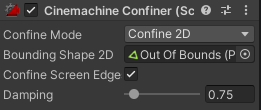 Cinemachine Confiner (Sc
Confine Mode Confine 2D
Bounding Shape 2D Out Of Bounds (P
Confine Screen Edge
Damping 0.75